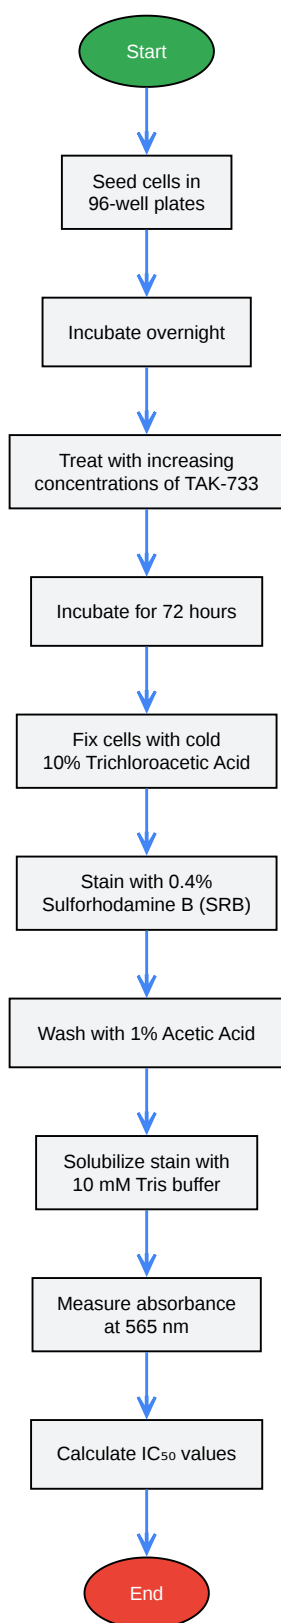 Start
Seed cells in
96-well plates
Incubate overnight
Treat with increasing
concentrations of TAK-733
Incubate for 72 hours
Fix cells with cold
10% Trichloroacetic Acid
Stain with 0.4%
Sulforhodamine B (SRB)
Wash with 1% Acetic Acid
Solubilize stain with
10 mM Tris buffer
Measure absorbance
at 565 nm
Calculate IC₅₀ values
End